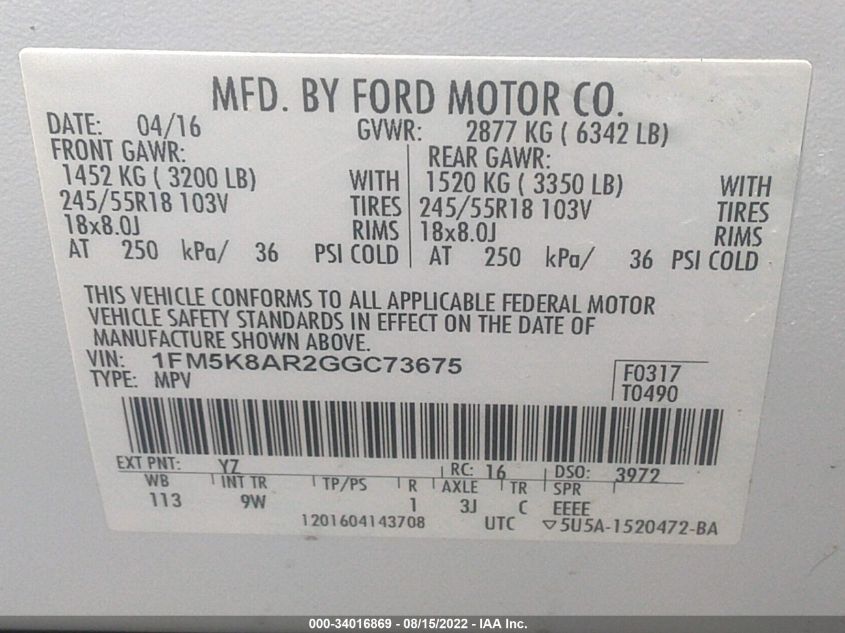 MFD. BY FORD MOTOR CO.
DATE: 04/16 GVWR: 2877 KG ( 6342 LB)
FRONT GAWR: REAR GAWR:
1452 KG ( 3200 LB) WITH 1520 KG ( 3350 LB) WITH
245/55R18 103V TIRES 245/55R18 103V TIRES
18x8.0J RIMS 18x8.0J RIMS
AT 250 kPa/ 36 PSI COLD AT 250 kPa/ 36 PSI COLD
THIS VEHICLE CONFORMS TO ALL APPLICABLE FEDERAL MOTOR
VEHICLE SAFETY STANDARDS IN EFFECT ON THE DATE OF
MANUFACTURE SHOWN ABOVE.
VIN: 1FM5K8AR2GGC73675 F0317
TYPE: MPV T0490
EXT PNT: YZ RC: 16 DSO: 3972
WB INT TR TP/PS R AXLE TR SPR
113 9W 1 3J C EEEE
1201604143708 UTC ▽5U5A-1520472-BA
000-34016869 - 08/15/2022 - IAA Inc.